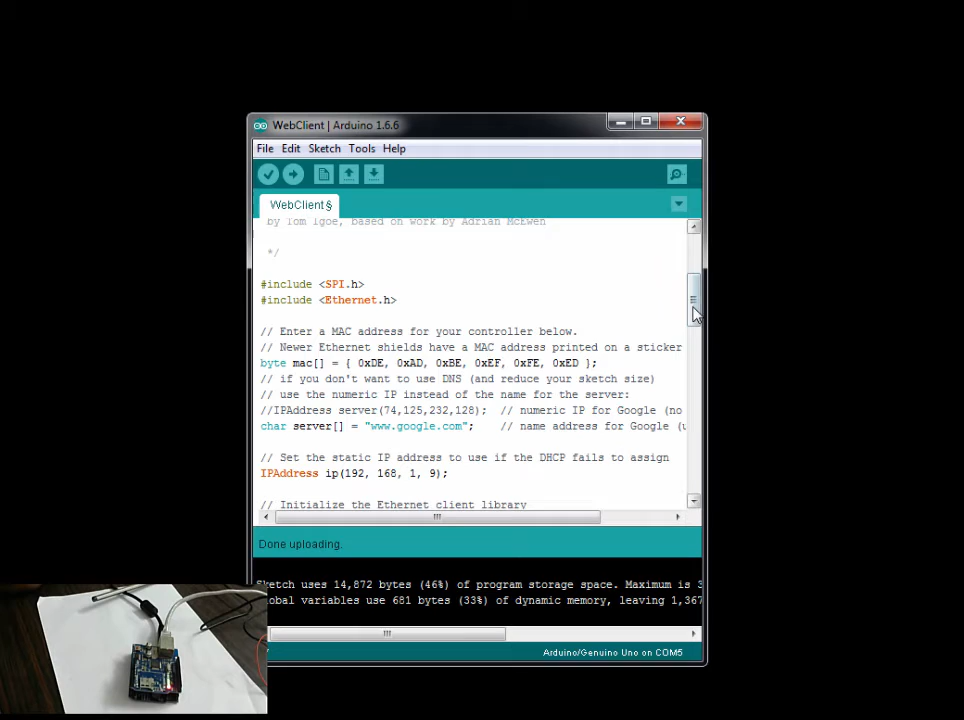 WebClient | Arduino 1.6.6
File Edit Sketch Tools Help
WebClient§
by Tom Igoe, based on work by Adrian McEwen
*/
#include <SPI.h>
#include <Ethernet.h>
// Enter a MAC address for your controller below.
// Newer Ethernet shields have a MAC address printed on a sticker
byte mac[] = { 0xDE, 0xAD, 0xBE, 0xEF, 0xFE, 0xED };
// if you don't want to use DNS (and reduce your sketch size)
// use the numeric IP instead of the name for the server:
//IPAddress server(74,125,232,128);  // numeric IP for Google (no
char server[] = "www.google.com";    // name address for Google (u
// Set the static IP address to use if the DHCP fails to assign
IPAddress ip(192, 168, 1, 9);
// Initialize the Ethernet client library
Done uploading.
Sketch uses 14,872 bytes (46%) of program storage space. Maximum is 3
lobal variables use 681 bytes (33%) of dynamic memory, leaving 1,367
Arduino/Genuino Uno on COM5